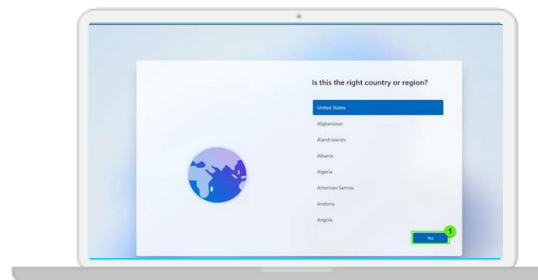 Is this the right country or region?
United States
Afghanistan
Åland Islands
Albania
Algeria
American Samoa
Andorra
Angola
Yes
1